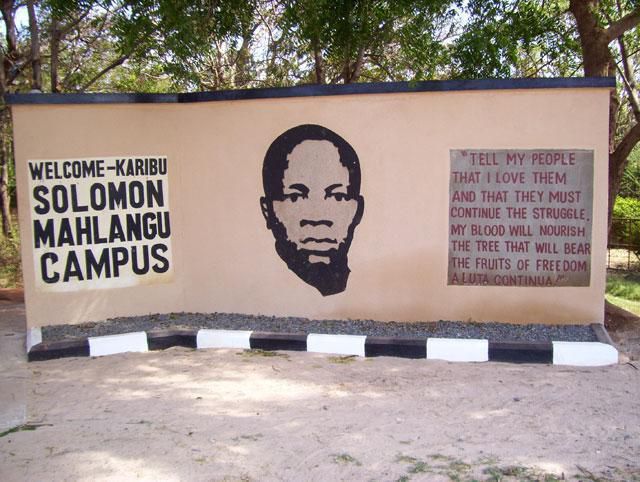 WELCOME-KARIBU
SOLOMON
MAHLANGU
CAMPUS
"TELL MY PEOPLE
THAT I LOVE THEM
AND THAT THEY MUST
CONTINUE THE STRUGGLE,
MY BLOOD WILL NOURISH
THE TREE THAT WILL BEAR
THE FRUITS OF FREEDOM
A LUTA CONTINUA!"